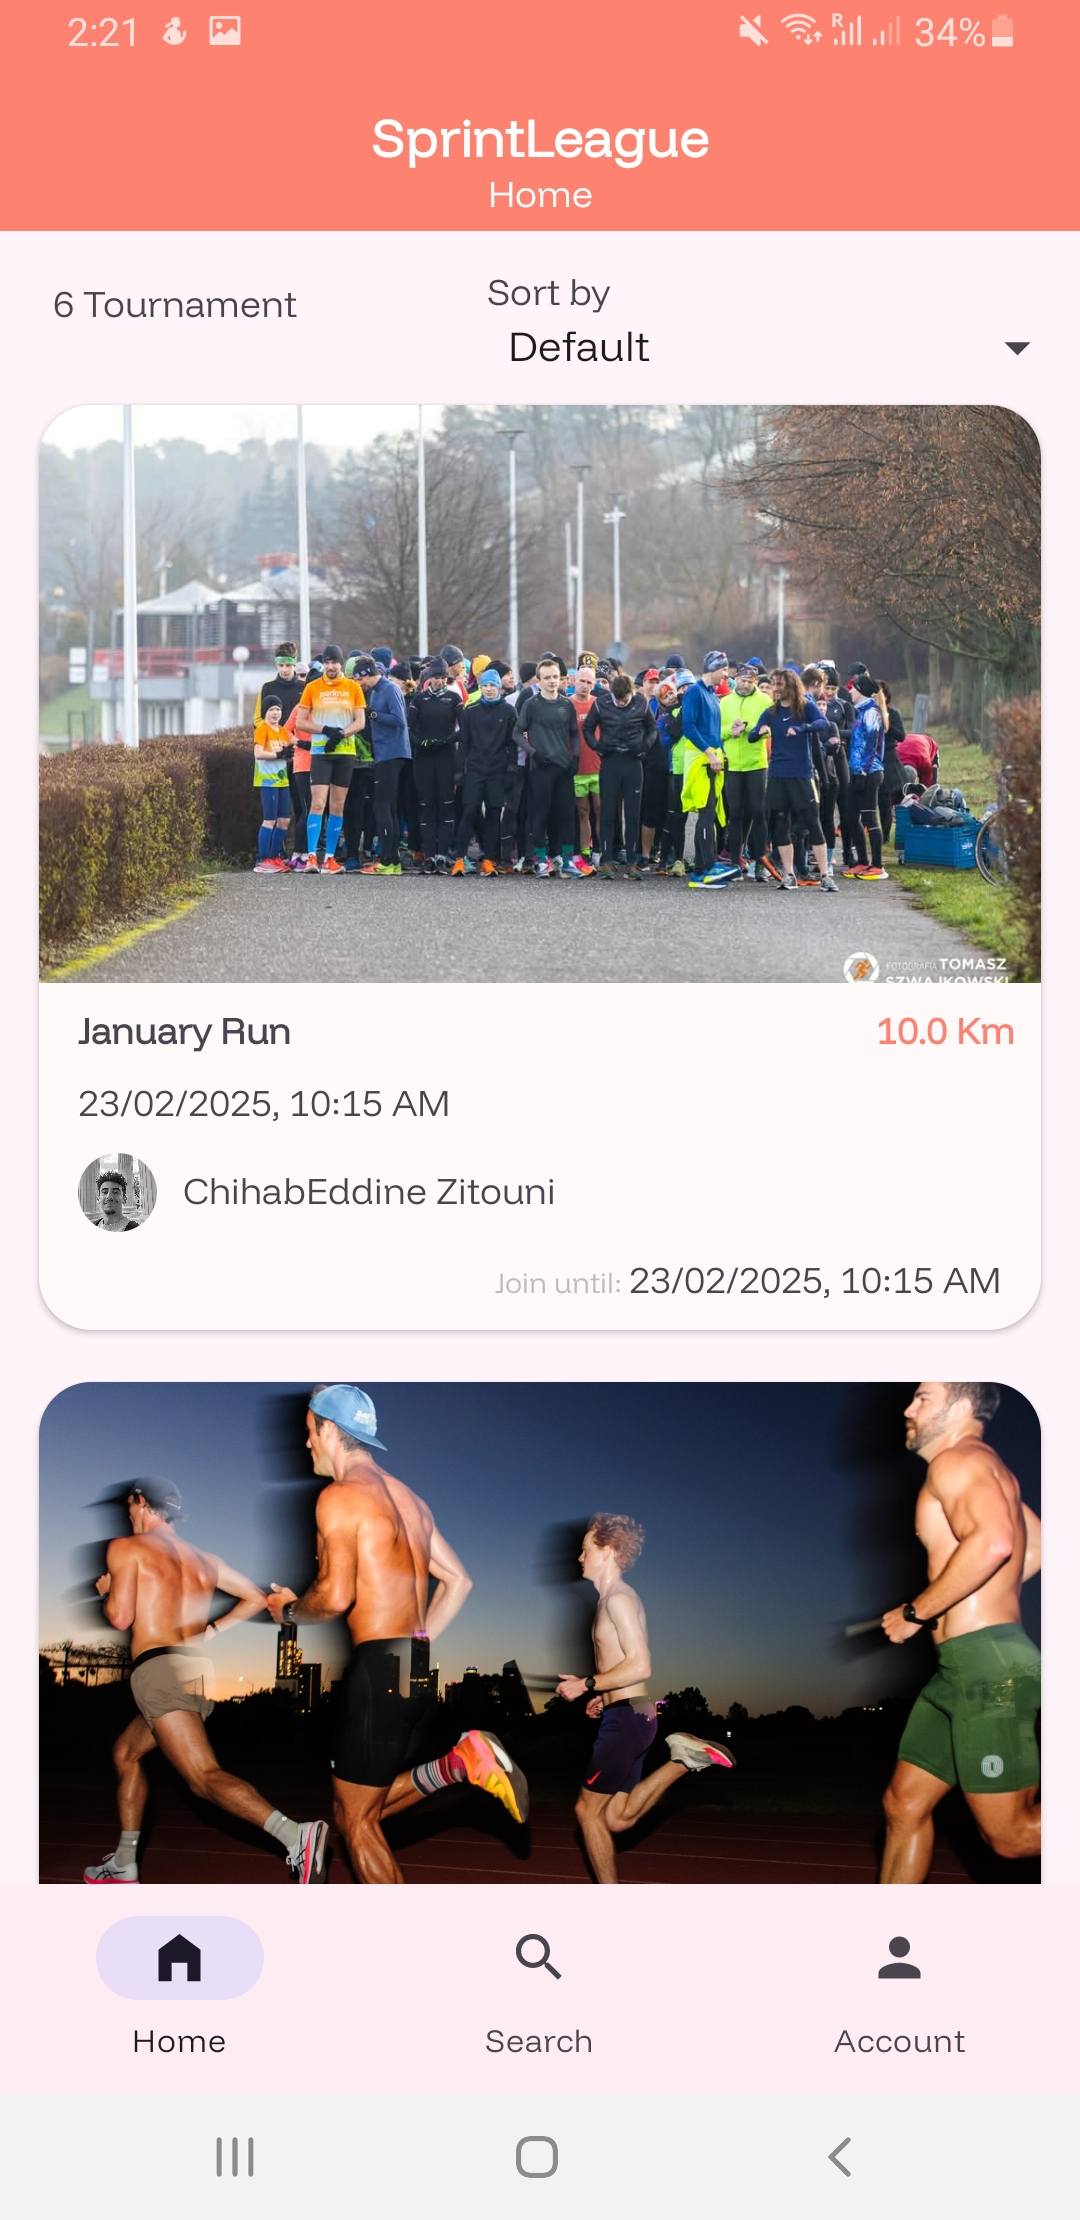 2:21
R
34%
SprintLeague
Home
6 Tournament
Sort by
Default
parkrun
FOTOGRAFIA TOMASZ
SZWAJKOWSKI
January Run
10.0 Km
23/02/2025, 10:15 AM
ChihabEddine Zitouni
Join until: 23/02/2025, 10:15 AM
Home
Search
Account